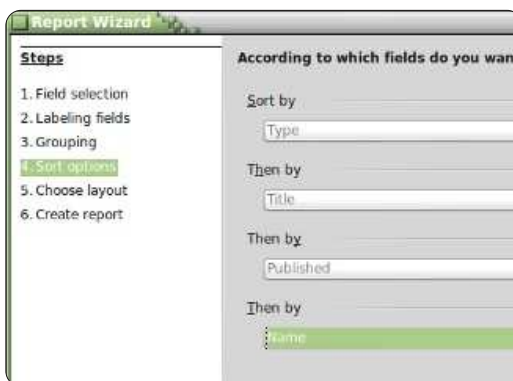 Report Wizard
Steps
According to which fields do you wan
1. Field selection
2. Labeling fields
3. Grouping
4. Sort options
5. Choose layout
6. Create report
Sort by
Type
Then by
Title
Then by
Published
Then by
Name